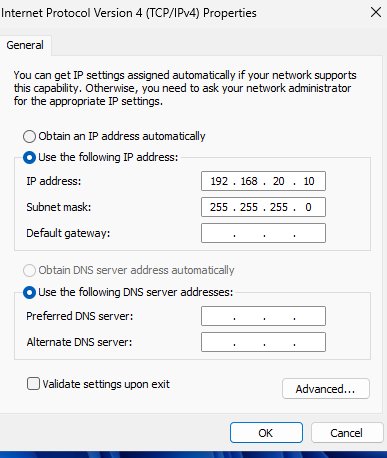 Internet Protocol Version 4 (TCP/IPv4) Properties
General
You can get IP settings assigned automatically if your network supports
this capability. Otherwise, you need to ask your network administrator
for the appropriate IP settings.
Obtain an IP address automatically
Use the following IP address:
IP address: 192 . 168 . 20 . 10
Subnet mask: 255 . 255 . 255 . 0
Default gateway: . . .
Obtain DNS server address automatically
Use the following DNS server addresses:
Preferred DNS server: . . .
Alternate DNS server: . . .
Validate settings upon exit
Advanced...
OK Cancel